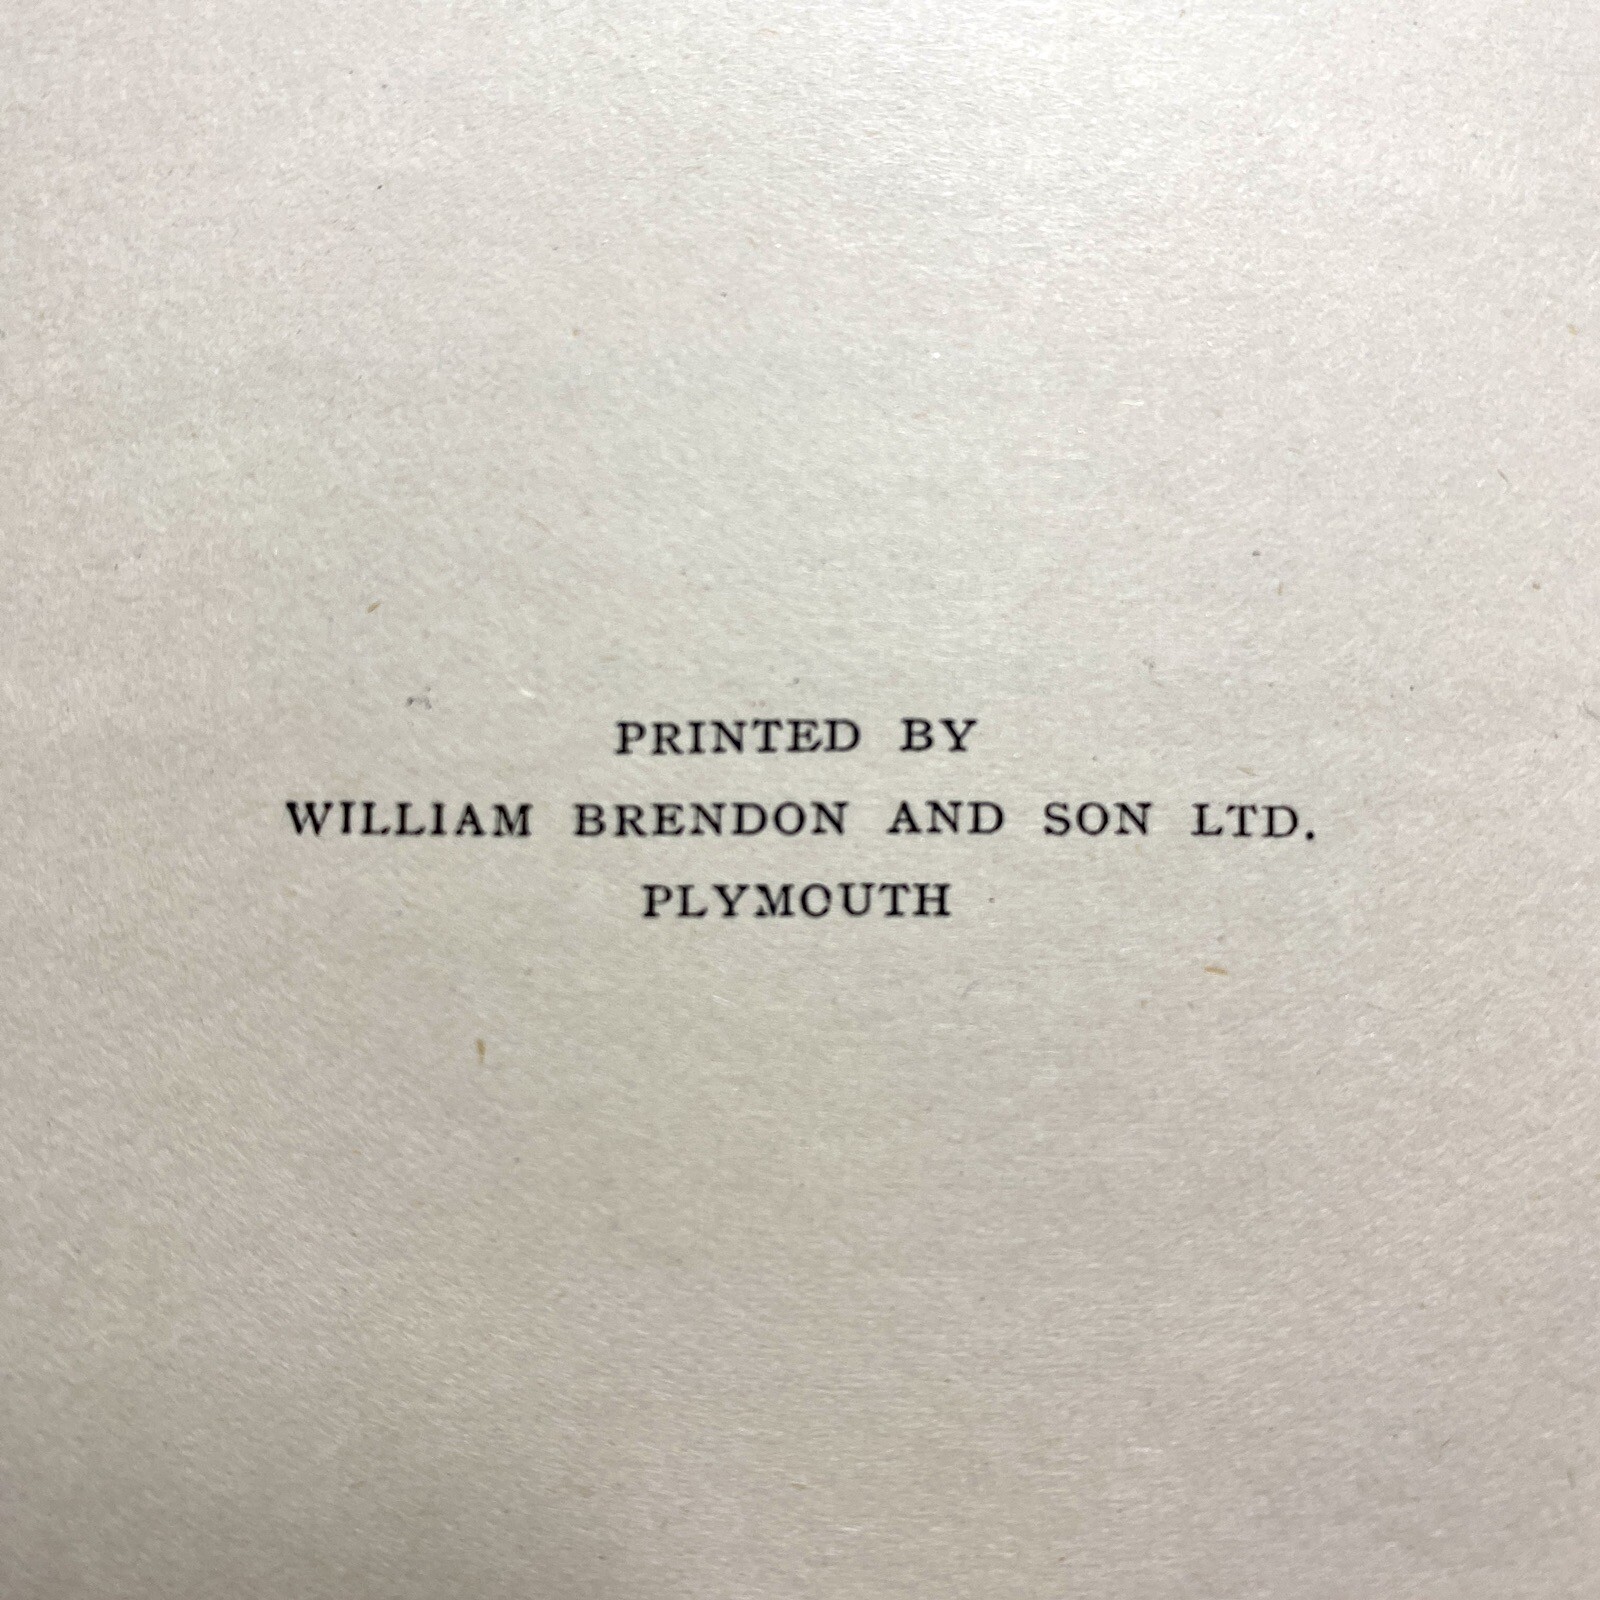 PRINTED BY
WILLIAM BRENDON AND SON LTD.
PLYMOUTH